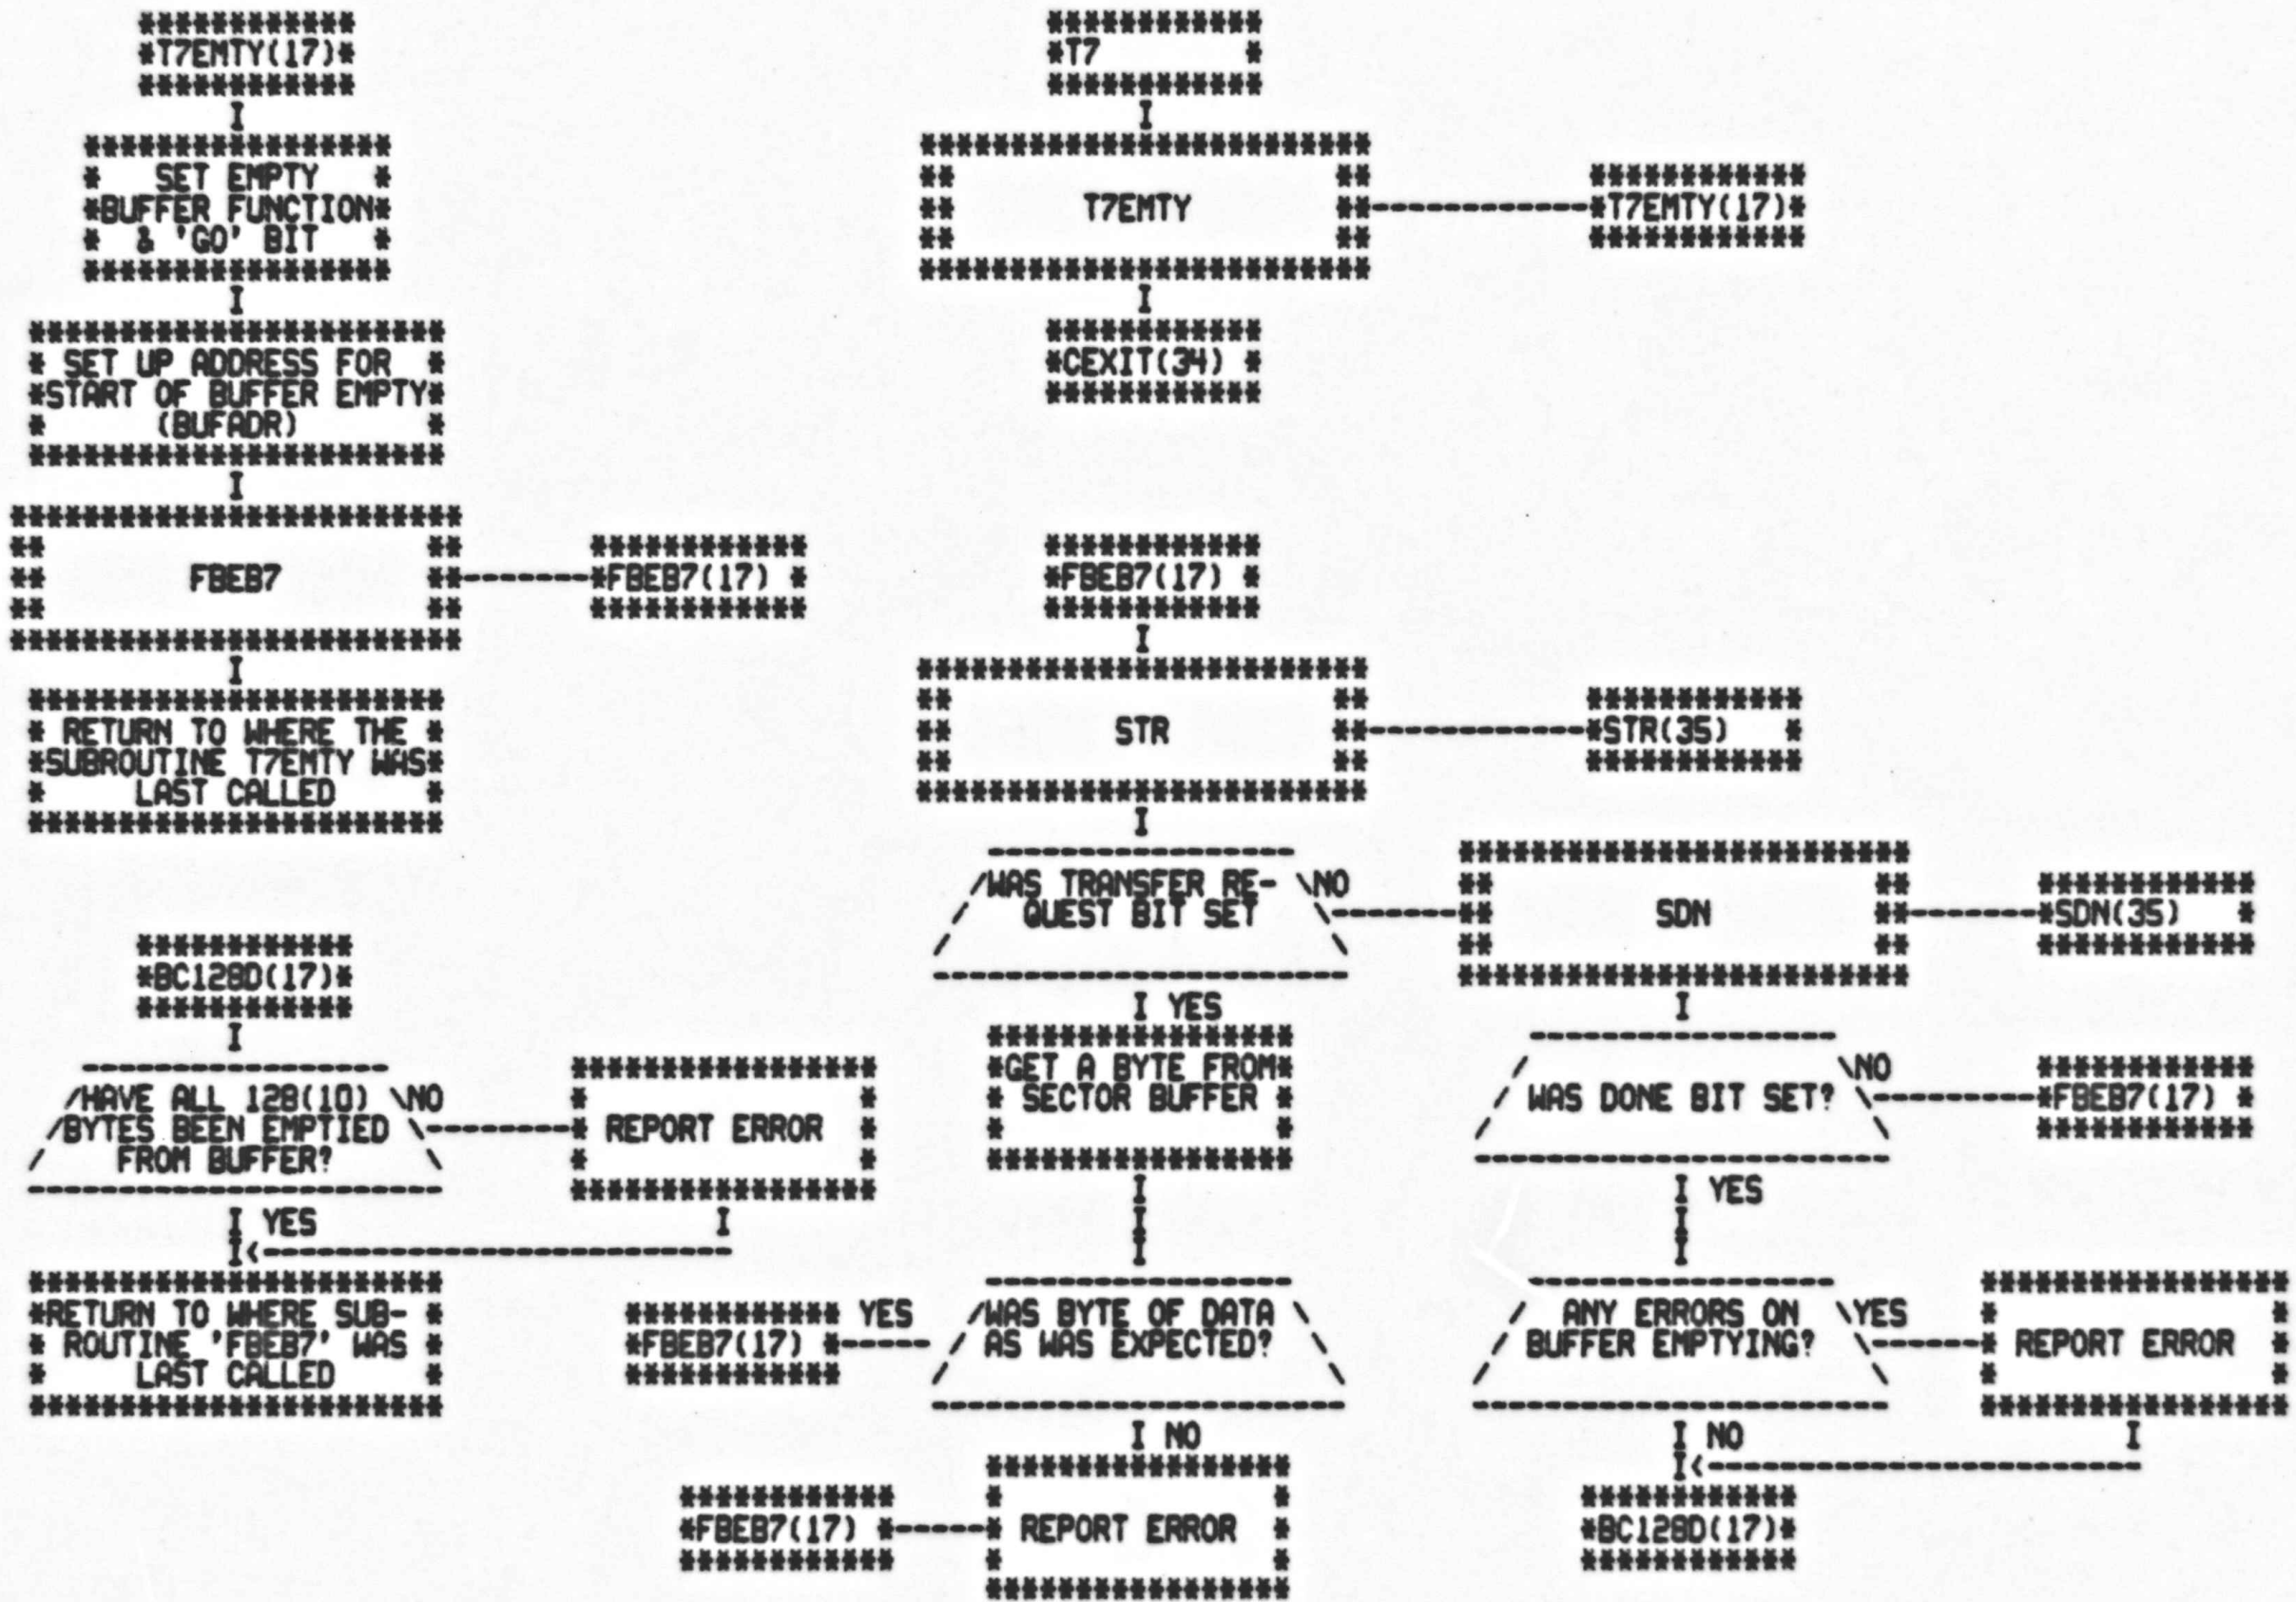 *T7EMTY(17)*
SET EMPTY
*BUFFER FUNCTION*
& 'GO' BIT
* SET UP ADDRESS FOR *
*START OF BUFFER EMPTY*
(BUFADR)
FBEB7
*FBEB7(17) *
* RETURN TO WHERE THE *
*SUBROUTINE T7EMTY WAS*
LAST CALLED
*BC128D(17)*
/HAVE ALL 128(10) \NO
/BYTES BEEN EMPTIED
FROM BUFFER?
REPORT ERROR
I YES
*RETURN TO WHERE SUB- *
* ROUTINE 'FBEB7' WAS *
LAST CALLED
*T7 *
T7EMTY
*T7EMTY(17)*
*CEXIT(34) *
*FBEB7(17) *
STR
*STR(35) *
/WAS TRANSFER RE- \NO
QUEST BIT SET
SDN
*SDN(35) *
I YES
*GET A BYTE FROM*
* SECTOR BUFFER *
NO
WAS DONE BIT SET?
*FBEB7(17) *
I YES
YES
/WAS BYTE OF DATA \
AS WAS EXPECTED?
*FBEB7(17) *
I NO
REPORT ERROR
*FBEB7(17) *
/ ANY ERRORS ON \YES
BUFFER EMPTYING?
REPORT ERROR
I NO
*BC128D(17)*